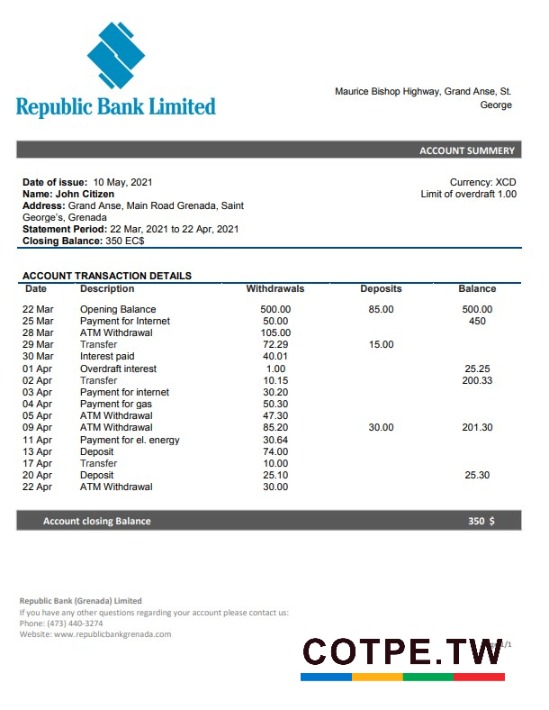 Republic Bank Limited
Maurice Bishop Highway, Grand Anse, St.
George
ACCOUNT SUMMERY
Date of issue: 10 May, 2021
Currency: XCD
Name: John Citizen
Limit of overdraft 1.00
Address: Grand Anse, Main Road Grenada, Saint
George's, Grenada
Statement Period: 22 Mar, 2021 to 22 Apr, 2021
Closing Balance: 350 EC$
ACCOUNT TRANSACTION DETAILS
Date Description Withdrawals Deposits Balance
22 Mar Opening Balance 500.00 85.00 500.00
25 Mar Payment for Internet 50.00 450
28 Mar ATM Withdrawal 105.00
29 Mar Transfer 72.29 15.00
30 Mar Interest paid 40.01
01 Apr Overdraft interest 1.00 25.25
02 Apr Transfer 10.15 200.33
03 Apr Payment for internet 30.20
04 Apr Payment for gas 50.30
05 Apr ATM Withdrawal 47.30
09 Apr ATM Withdrawal 85.20 30.00 201.30
11 Apr Payment for el. energy 30.64
13 Apr Deposit 74.00
17 Apr Transfer 10.00
20 Apr Deposit 25.10 25.30
22 Apr ATM Withdrawal 30.00
Account closing Balance 350 $
Republic Bank (Grenada) Limited
If you have any other questions regarding your account please contact us:
Phone: (473) 440-3274
Website: www.republicbankgrenada.com
1/1
COTPE.TW